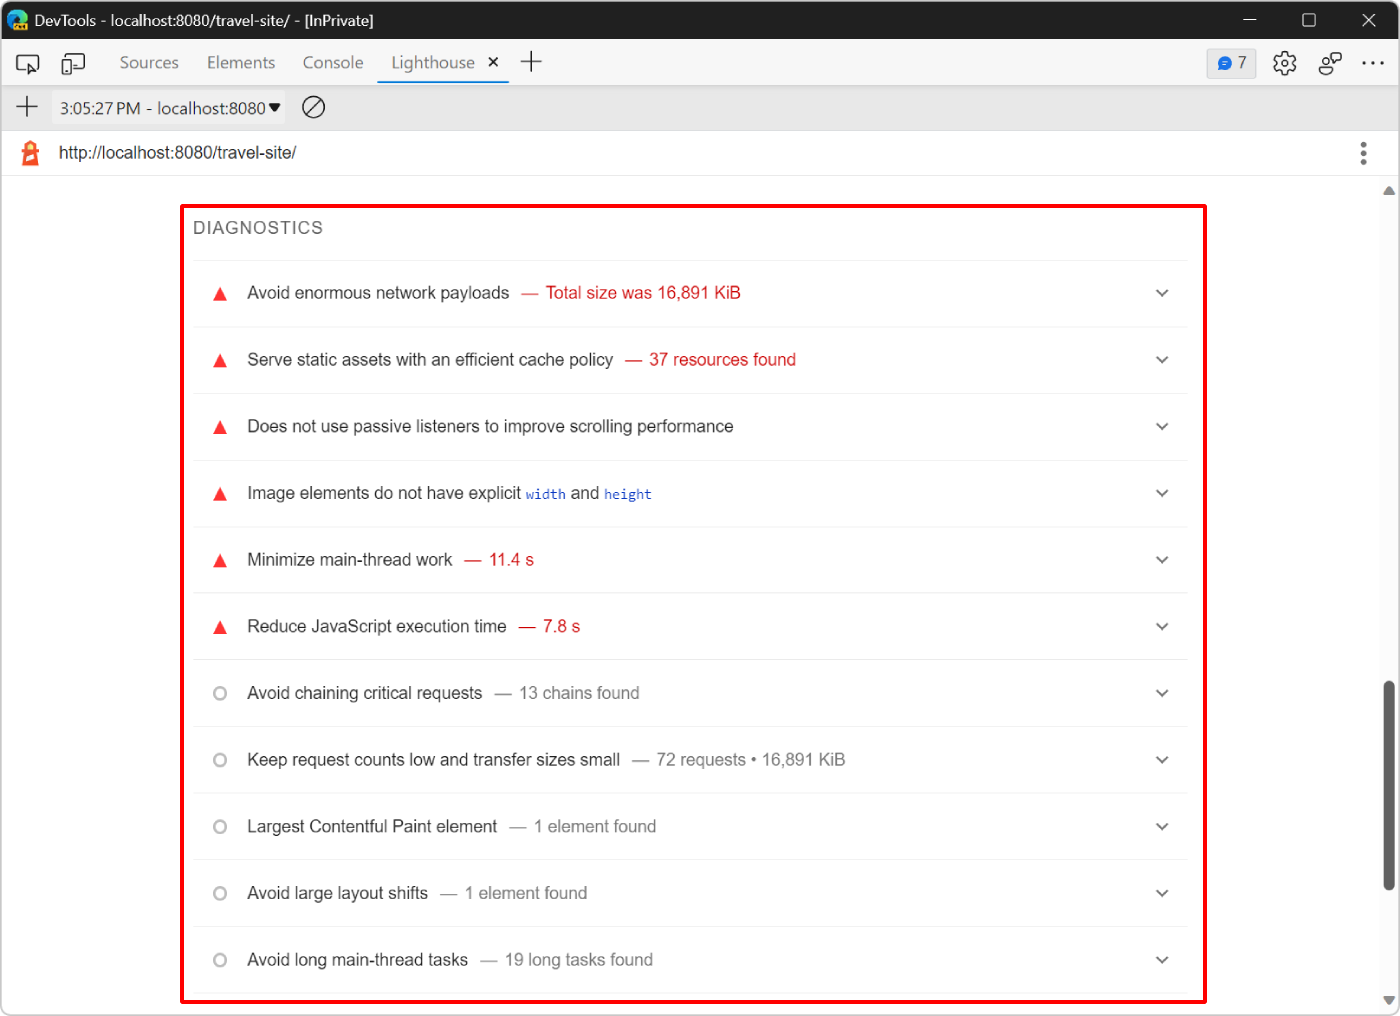 DevTools - localhost:8080/travel-site/ - [InPrivate]
Sources Elements Console Lighthouse 7
3:05:27 PM - localhost:8080
http://localhost:8080/travel-site/
DIAGNOSTICS
Avoid enormous network payloads — Total size was 16,891 KiB
Serve static assets with an efficient cache policy — 37 resources found
Does not use passive listeners to improve scrolling performance
Image elements do not have explicit width and height
Minimize main-thread work — 11.4 s
Reduce JavaScript execution time — 7.8 s
Avoid chaining critical requests — 13 chains found
Keep request counts low and transfer sizes small — 72 requests • 16,891 KiB
Largest Contentful Paint element — 1 element found
Avoid large layout shifts — 1 element found
Avoid long main-thread tasks — 19 long tasks found